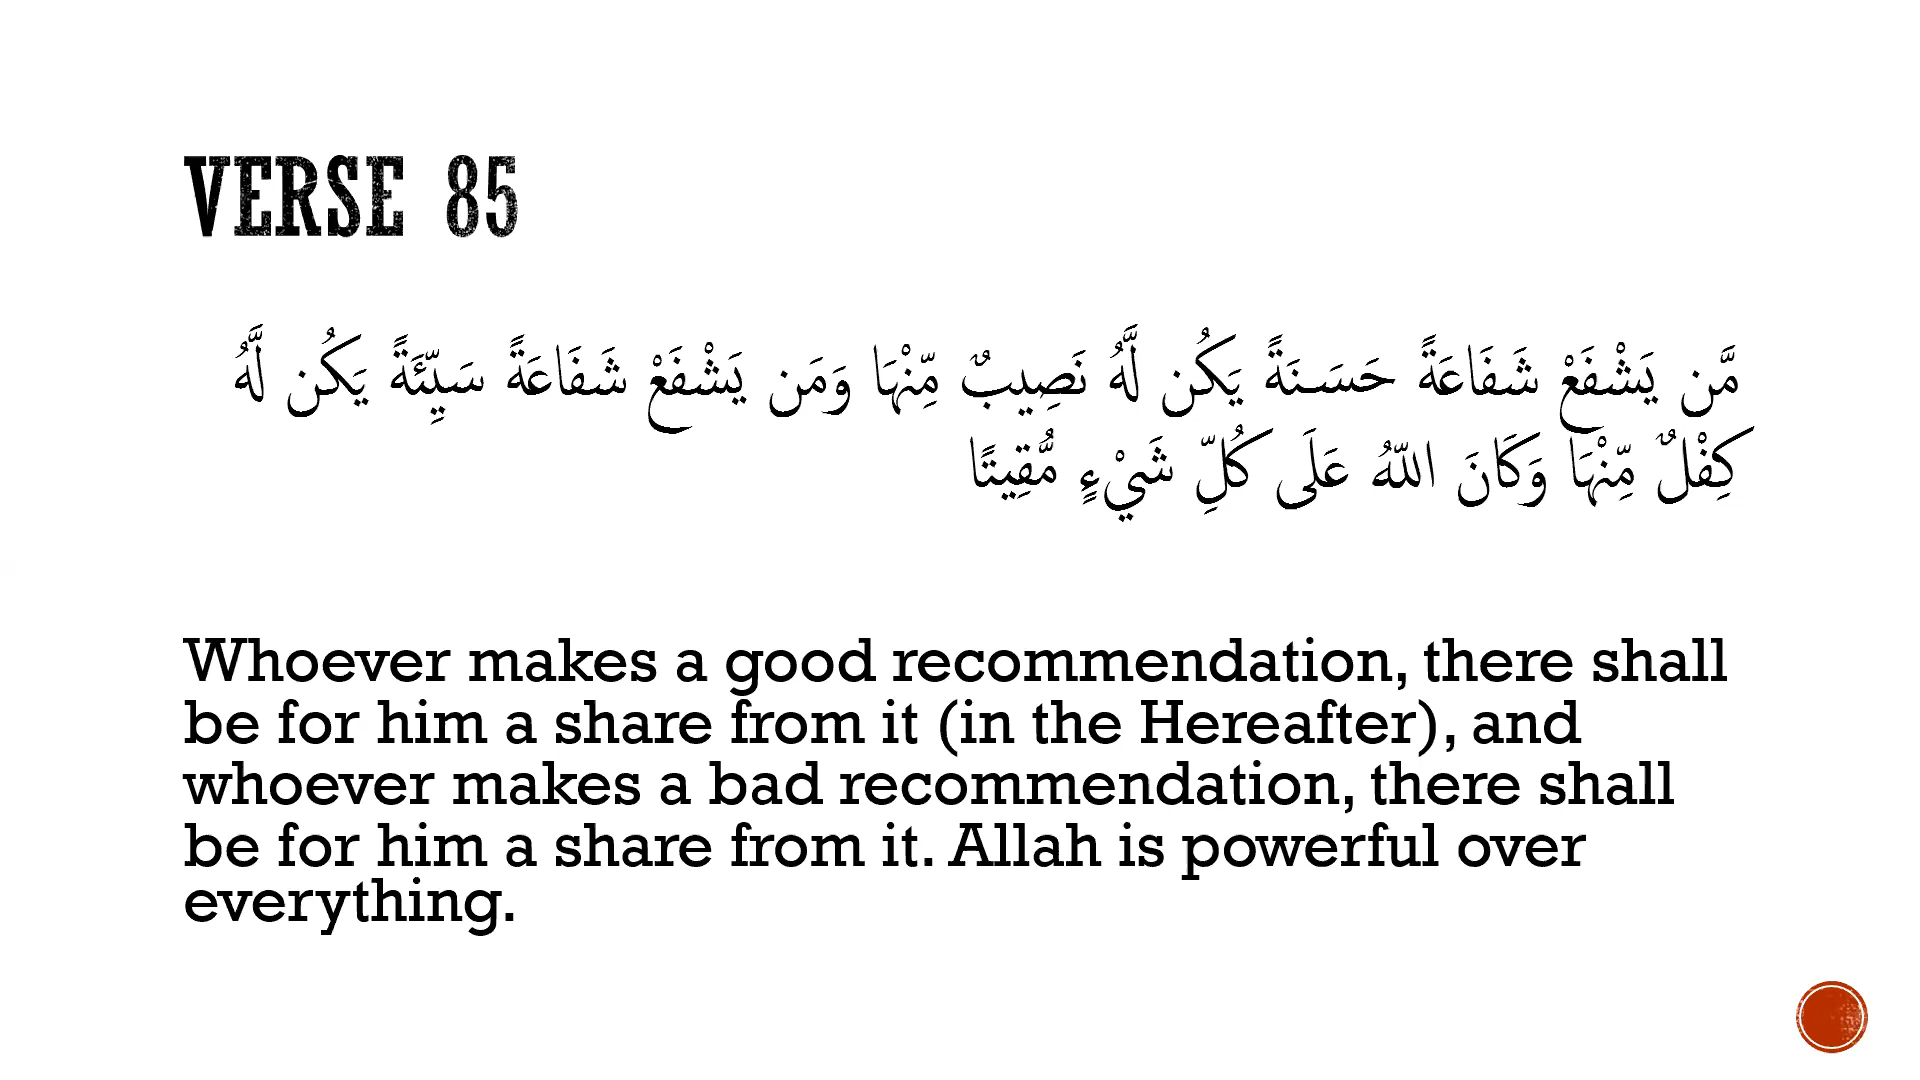 VERSE 85
مَّن يَشْفَعْ شَفَاعَةً حَسَنَةً يَكُن لَّهُ نَصِيبٌ مِّنْهَا وَمَن يَشْفَعْ شَفَاعَةً سَيِّئَةً يَكُن لَّهُ
كِفْلٌ مِّنْهَا وَكَانَ اللّهُ عَلَى كُلِّ شَيْءٍ مُّقِيتًا
Whoever makes a good recommendation, there shall
be for him a share from it (in the Hereafter), and
whoever makes a bad recommendation, there shall
be for him a share from it. Allah is powerful over
everything.